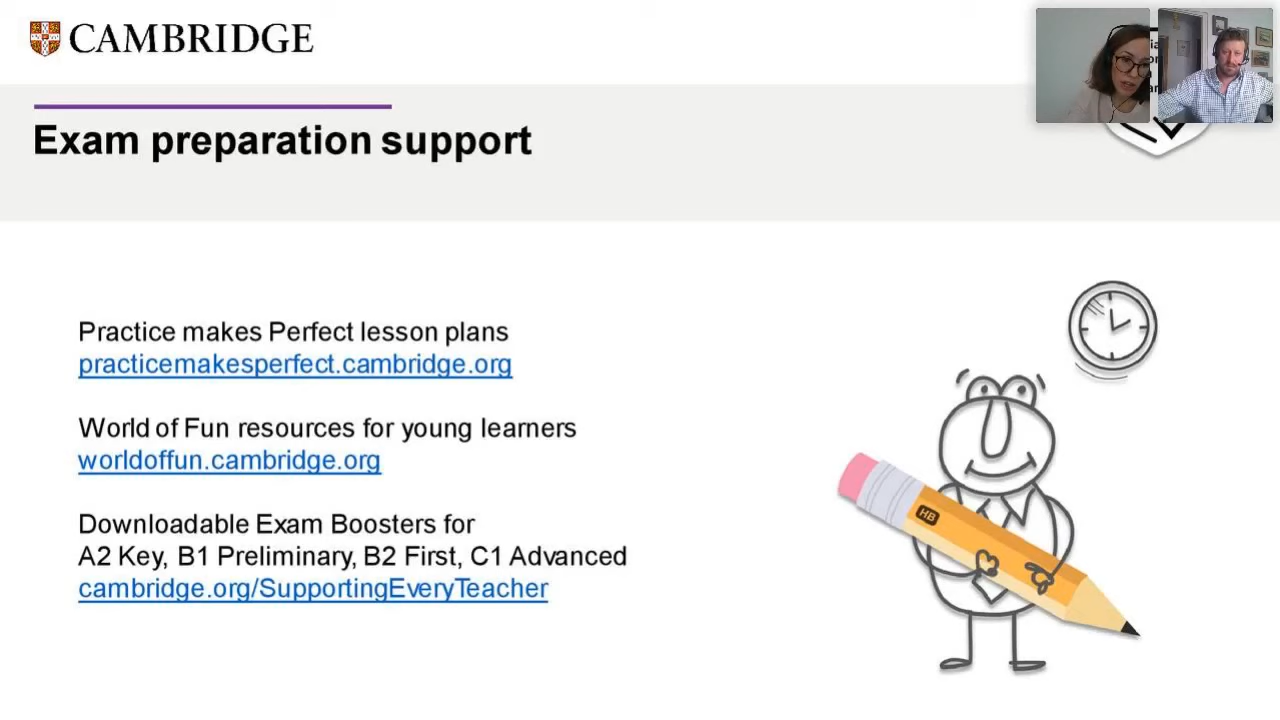 CAMBRIDGE
Exam preparation support
Practice makes Perfect lesson plans
practicemakesperfect.cambridge.org
World of Fun resources for young learners
worldoffun.cambridge.org
Downloadable Exam Boosters for
A2 Key, B1 Preliminary, B2 First, C1 Advanced
cambridge.org/SupportingEveryTeacher
HB